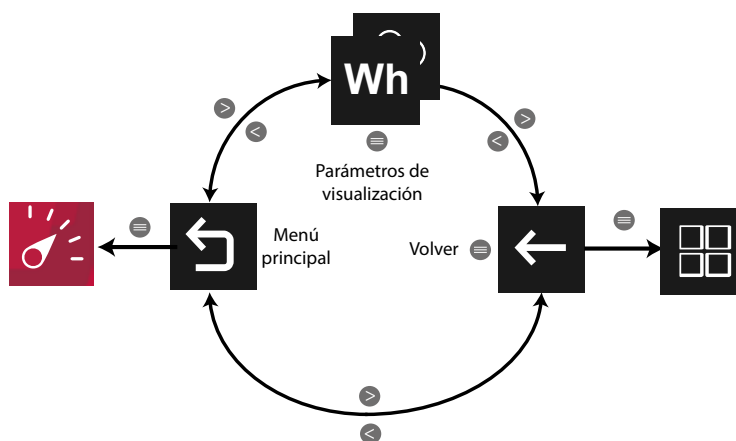 Wh
Parámetros de
visualización
Menú
principal
Volver